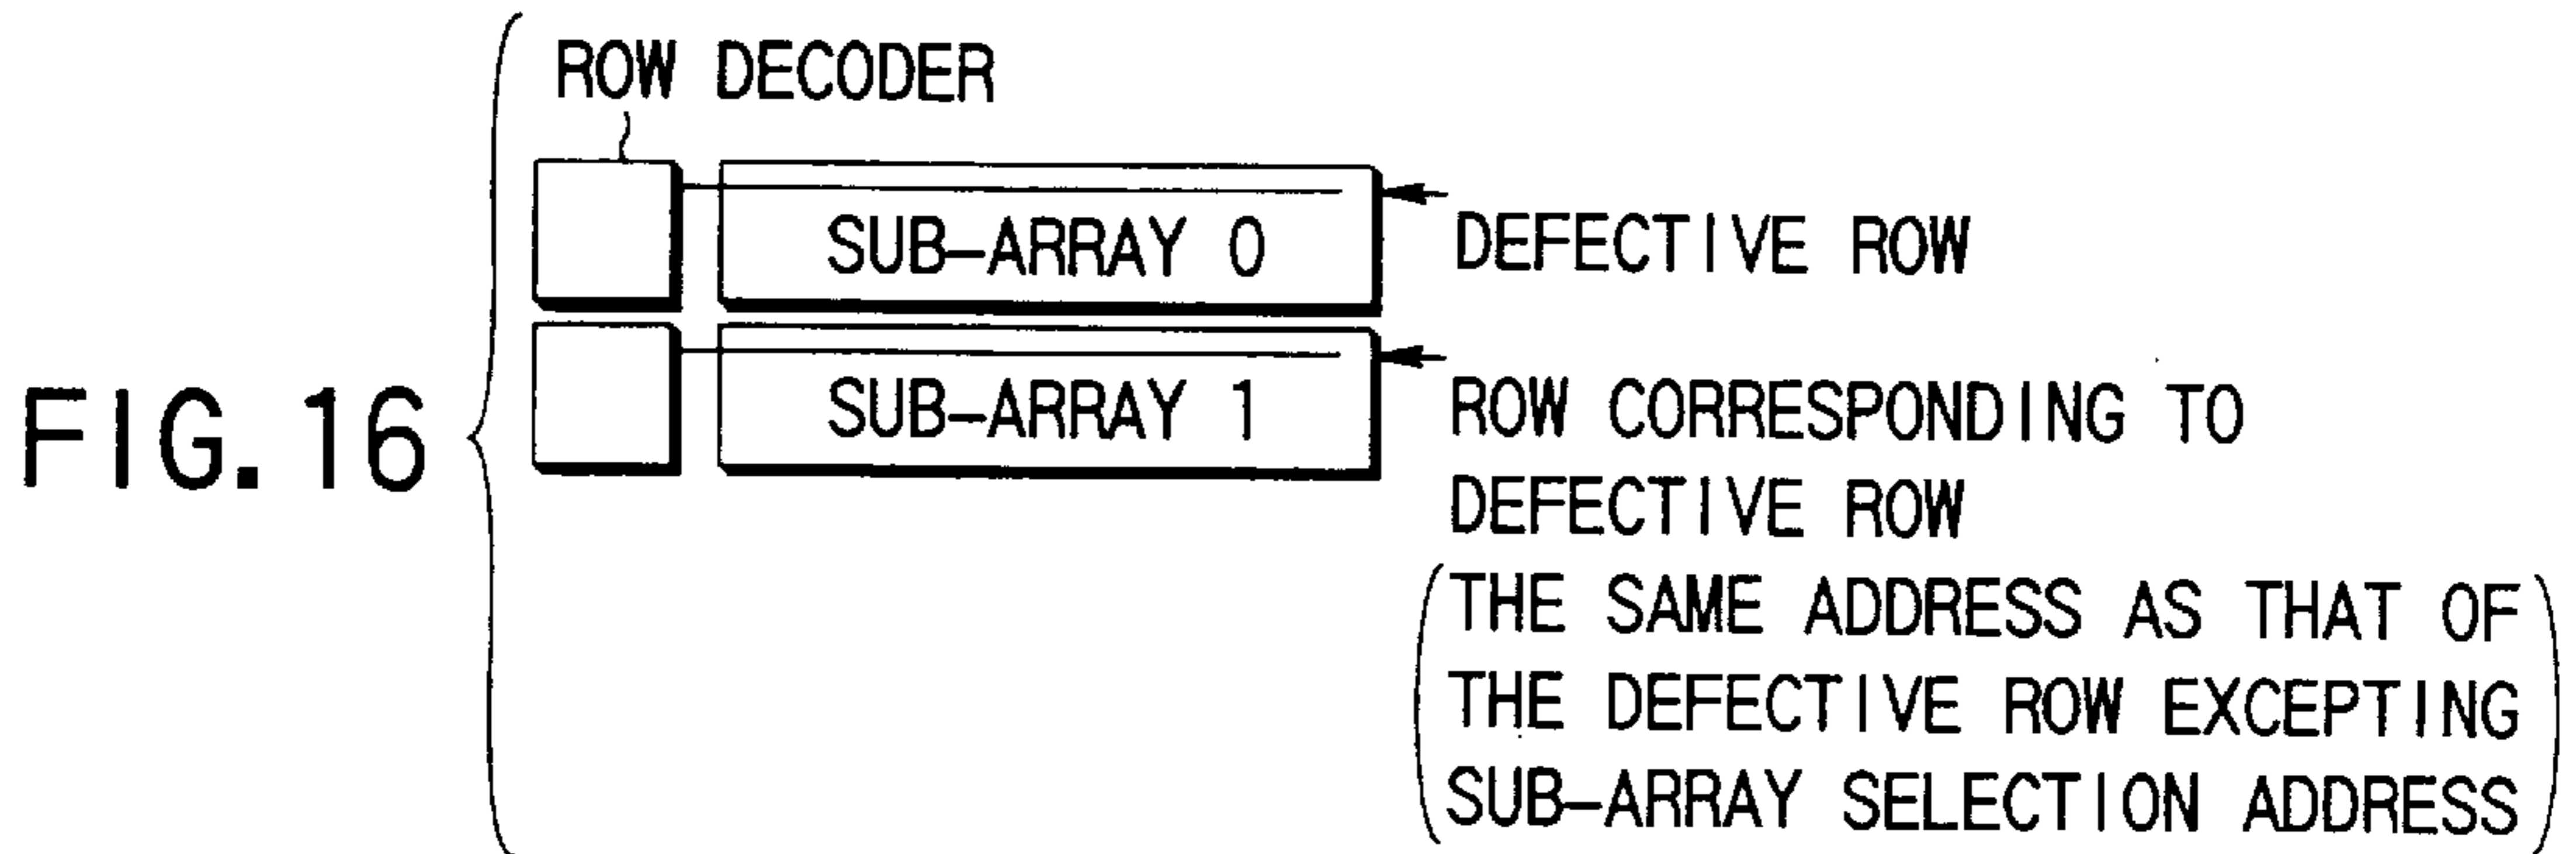 FIG.16
ROW DECODER
SUB-ARRAY 0
DEFECTIVE ROW
SUB-ARRAY 1
ROW CORRESPONDING TO
DEFECTIVE ROW
(THE SAME ADDRESS AS THAT OF
THE DEFECTIVE ROW EXCEPTING
SUB-ARRAY SELECTION ADDRESS)